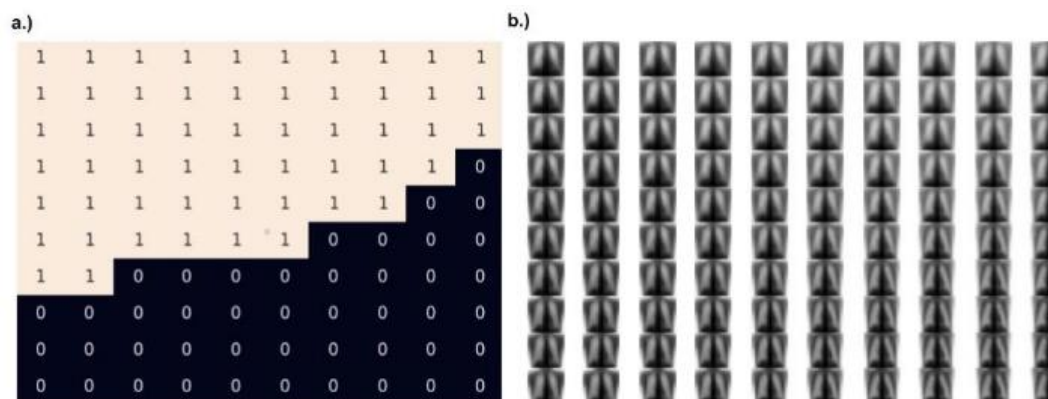 a.)
b.)
1 1 1 1 1 1 1 1 1 1
1 1 1 1 1 1 1 1 1 1
1 1 1 1 1 1 1 1 1 1
1 1 1 1 1 1 1 1 1 0
1 1 1 1 1 1 1 1 0 0
1 1 1 1 1 1 0 0 0 0
1 1 0 0 0 0 0 0 0 0
0 0 0 0 0 0 0 0 0 0
0 0 0 0 0 0 0 0 0 0
0 0 0 0 0 0 0 0 0 0